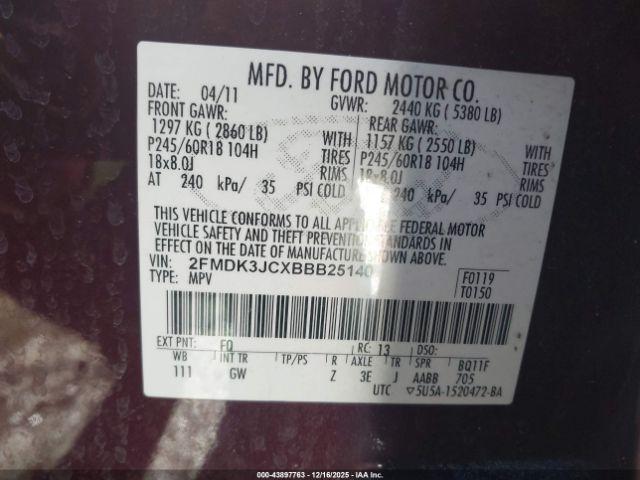 MFD. BY FORD MOTOR CO.
DATE: 04/11 GVWR: 2440 KG ( 5380 LB)
FRONT GAWR: REAR GAWR:
1297 KG ( 2860 LB) WITH 1157 KG ( 2550 LB) WITH
P245/60R18 104H TIRES P245/60R18 104H TIRES
18x8.0J RIMS 18x8.0J RIMS
AT 240 kPa/ 35 PSI COLD 240 kPa/ 35 PSI COLD
THIS VEHICLE CONFORMS TO ALL APPLICABLE FEDERAL MOTOR
VEHICLE SAFETY AND THEFT PREVENTION STANDARDS IN
EFFECT ON THE DATE OF MANUFACTURE SHOWN ABOVE.
VIN: 2FMDK3JCXBBB25140
TYPE: MPV
F0119
T0150
EXT PNT: FQ RC: 13 DSO:
WB INT TR TP/PS R AXLE TR SPR BQ11F
111 GW Z 3E J AABB 705
UTC ▽5U5A-1520472-BA
000-43897763 | 12/16/2025 - IAA Inc.